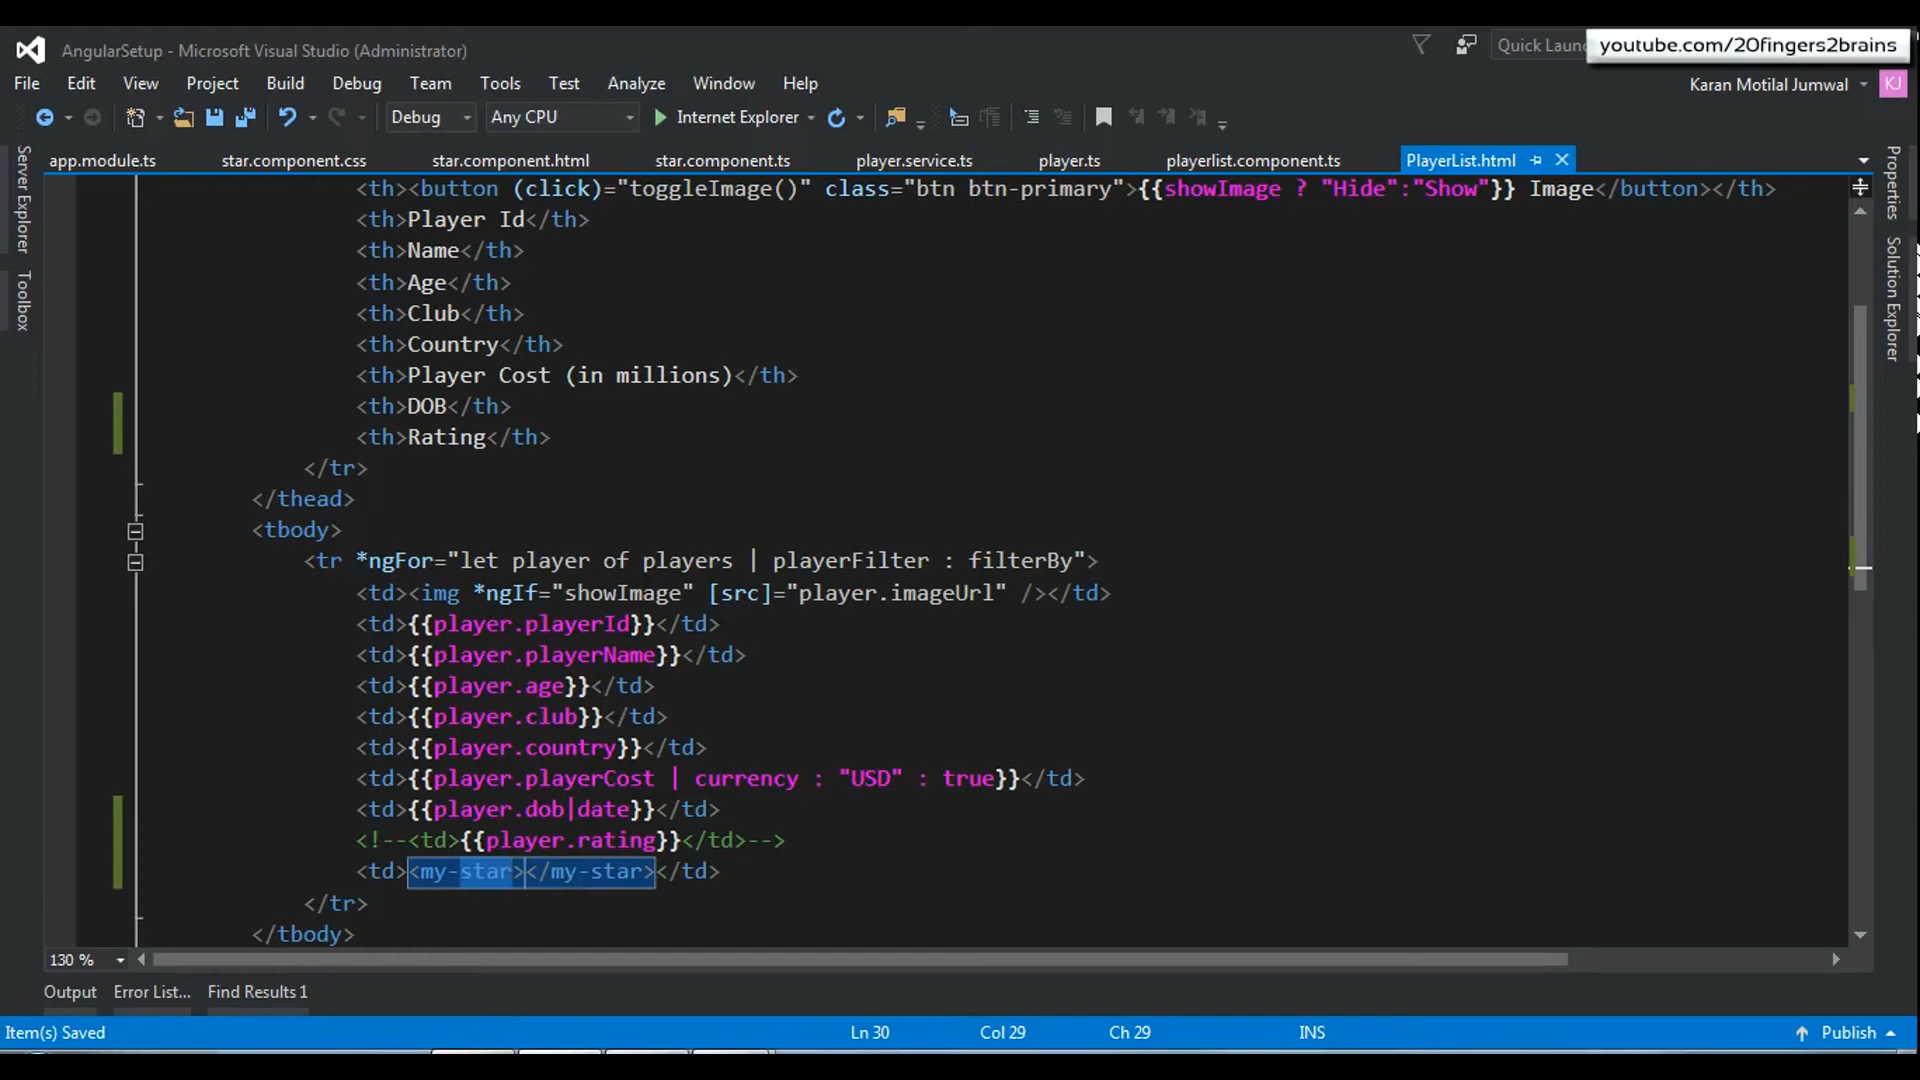 AngularSetup - Microsoft Visual Studio (Administrator)
Quick Laun
youtube.com/20fingers2brains
File Edit View Project Build Debug Team Tools Test Analyze Window Help
Karan Motilal Jumwal KJ
Debug Any CPU Internet Explorer
app.module.ts star.component.css star.component.html star.component.ts player.service.ts player.ts playerlist.component.ts PlayerList.html
Server Explorer
Toolbox
Properties
Solution Explorer
<th><button (click)="toggleImage()" class="btn btn-primary">{{showImage ? "Hide":"Show"}} Image</button></th>
<th>Player Id</th>
<th>Name</th>
<th>Age</th>
<th>Club</th>
<th>Country</th>
<th>Player Cost (in millions)</th>
<th>DOB</th>
<th>Rating</th>
</tr>
</thead>
<tbody>
<tr *ngFor="let player of players | playerFilter : filterBy">
<td><img *ngIf="showImage" [src]="player.imageUrl" /></td>
<td>{{player.playerId}}</td>
<td>{{player.playerName}}</td>
<td>{{player.age}}</td>
<td>{{player.club}}</td>
<td>{{player.country}}</td>
<td>{{player.playerCost | currency : "USD" : true}}</td>
<td>{{player.dob|date}}</td>
<!--<td>{{player.rating}}</td>-->
<td><my-star></my-star></td>
</tr>
</tbody>
130 %
Output Error List... Find Results 1
Item(s) Saved Ln 30 Col 29 Ch 29 INS Publish